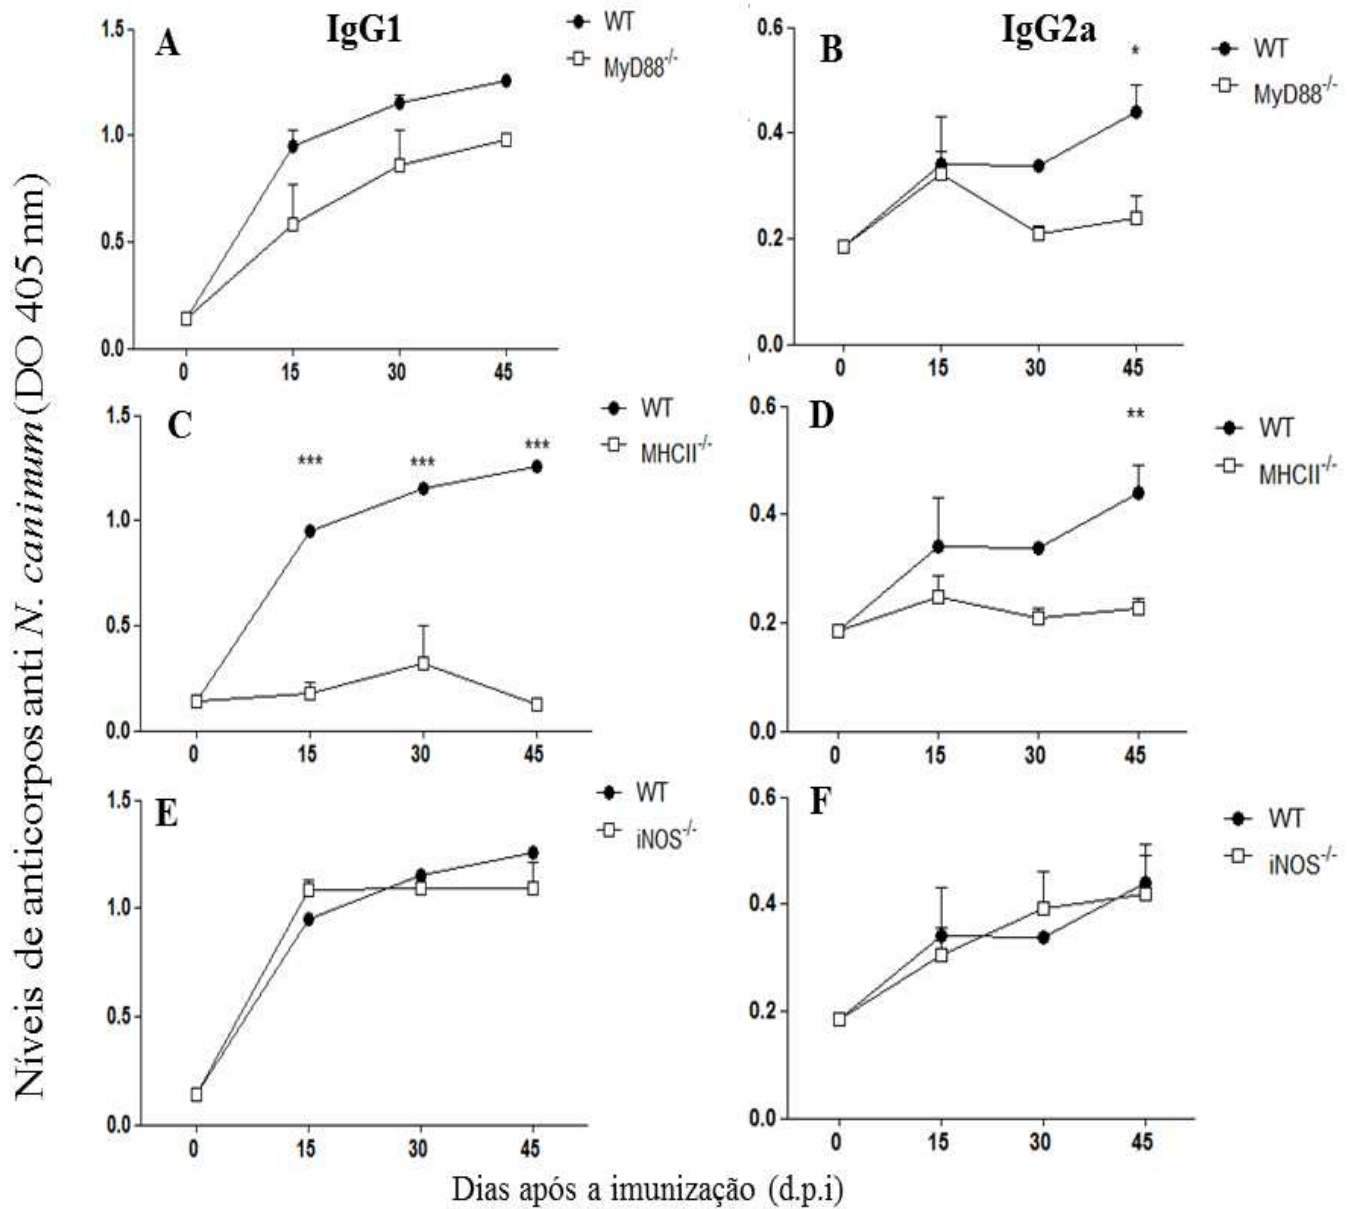 Níveis de anticorpos anti N. caninum (DO 405 nm)
IgG1
IgG2a
A
WT
MyD88-/-
1.5
1.0
0.5
0.0
0 15 30 45
B
WT
MyD88-/-
*
0.6
0.4
0.2
0.0
0 15 30 45
C
WT
MHCII-/-
*** *** ***
1.5
1.0
0.5
0.0
0 15 30 45
D
WT
MHCII-/-
**
0.6
0.4
0.2
0.0
0 15 30 45
E
WT
iNOS-/-
1.5
1.0
0.5
0.0
0 15 30 45
F
WT
iNOS-/-
0.6
0.4
0.2
0.0
0 15 30 45
Dias após a imunização (d.p.i)